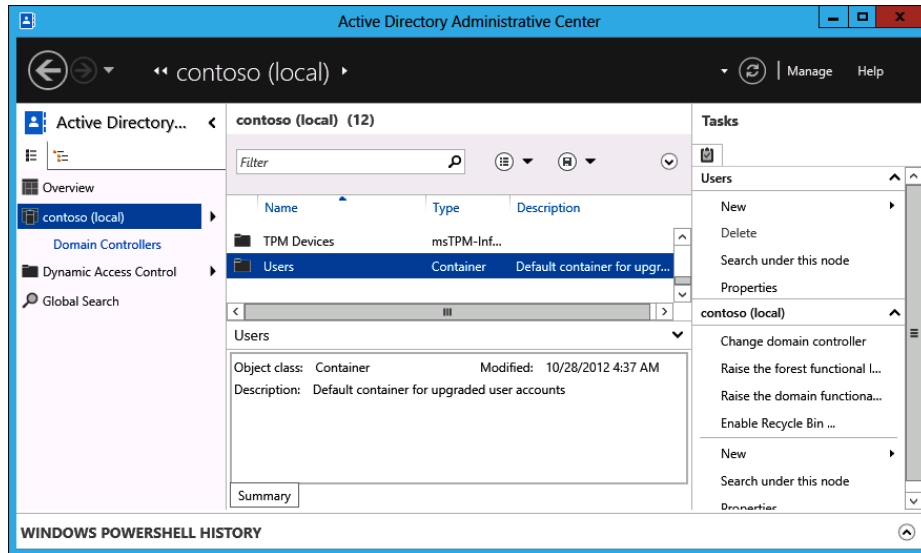 Active Directory Administrative Center
contoso (local)
Manage
Help
Active Directory...
Overview
contoso (local)
Domain Controllers
Dynamic Access Control
Global Search
contoso (local) (12)
Filter
Name Type Description
TPM Devices msTPM-Inf...
Users Container Default container for upgr...
Users
Object class: Container Modified: 10/28/2012 4:37 AM
Description: Default container for upgraded user accounts
Summary
Tasks
Users
New
Delete
Search under this node
Properties
contoso (local)
Change domain controller
Raise the forest functional l...
Raise the domain functiona...
Enable Recycle Bin ...
New
Search under this node
Properties
WINDOWS POWERSHELL HISTORY